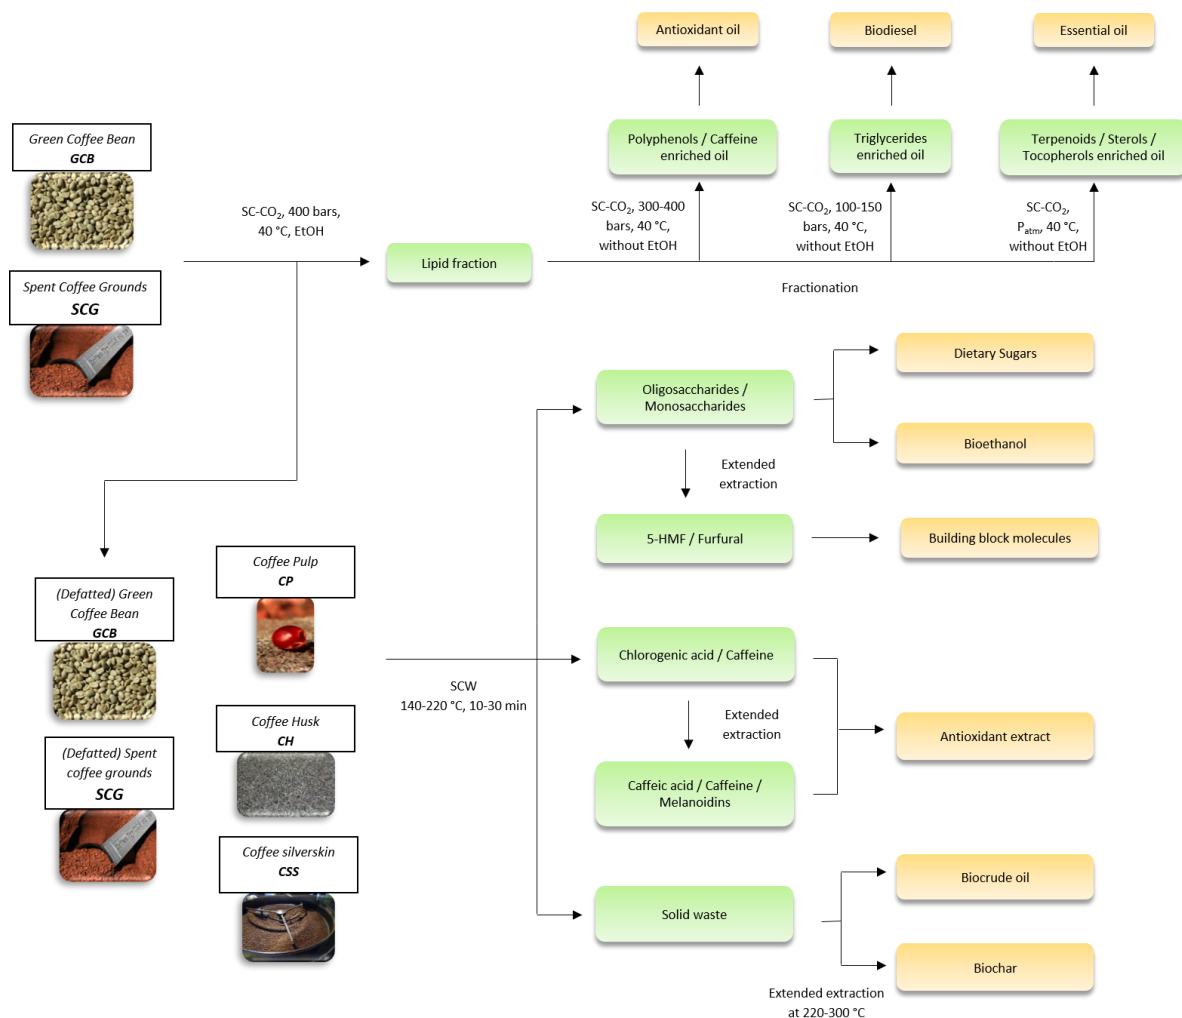 Antioxidant oil
Biodiesel
Essential oil
Green Coffee Bean
GCB
Polyphenols / Caffeine
enriched oil
Triglycerides
enriched oil
Terpenoids / Sterols /
Tocopherols enriched oil
SC-CO₂, 400 bars,
40 °C, EtOH
SC-CO₂, 300-400
bars, 40 °C,
without EtOH
SC-CO₂, 100-150
bars, 40 °C,
without EtOH
SC-CO₂,
Pₐₜₘ, 40 °C,
without EtOH
Lipid fraction
Fractionation
Spent Coffee Grounds
SCG
Dietary Sugars
Oligosaccharides /
Monosaccharides
Bioethanol
Extended
extraction
5-HMF / Furfural
Building block molecules
Coffee Pulp
CP
(Defatted) Green
Coffee Bean
GCB
Chlorogenic acid / Caffeine
SCW
140-220 °C, 10-30 min
Extended
extraction
Antioxidant extract
Coffee Husk
CH
(Defatted) Spent
coffee grounds
SCG
Caffeic acid / Caffeine /
Melanoidins
Coffee silverskin
CSS
Biocrude oil
Solid waste
Biochar
Extended extraction
at 220-300 °C